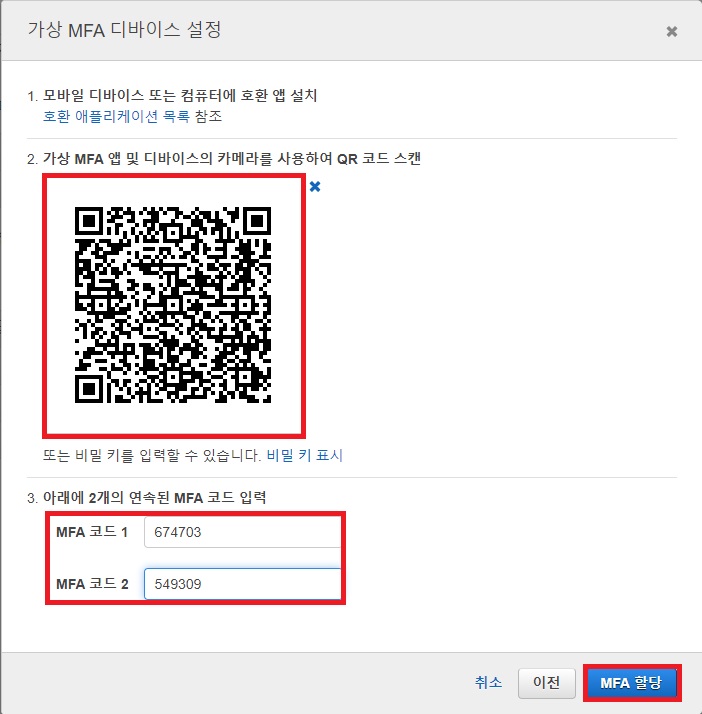 가상 MFA 디바이스 설정
1. 모바일 디바이스 또는 컴퓨터에 호환 앱 설치
호환 애플리케이션 목록 참조
2. 가상 MFA 앱 및 디바이스의 카메라를 사용하여 QR 코드 스캔
또는 비밀 키를 입력할 수 있습니다. 비밀 키 표시
3. 아래에 2개의 연속된 MFA 코드 입력
MFA 코드 1 674703
MFA 코드 2 549309
취소 이전 MFA 할당